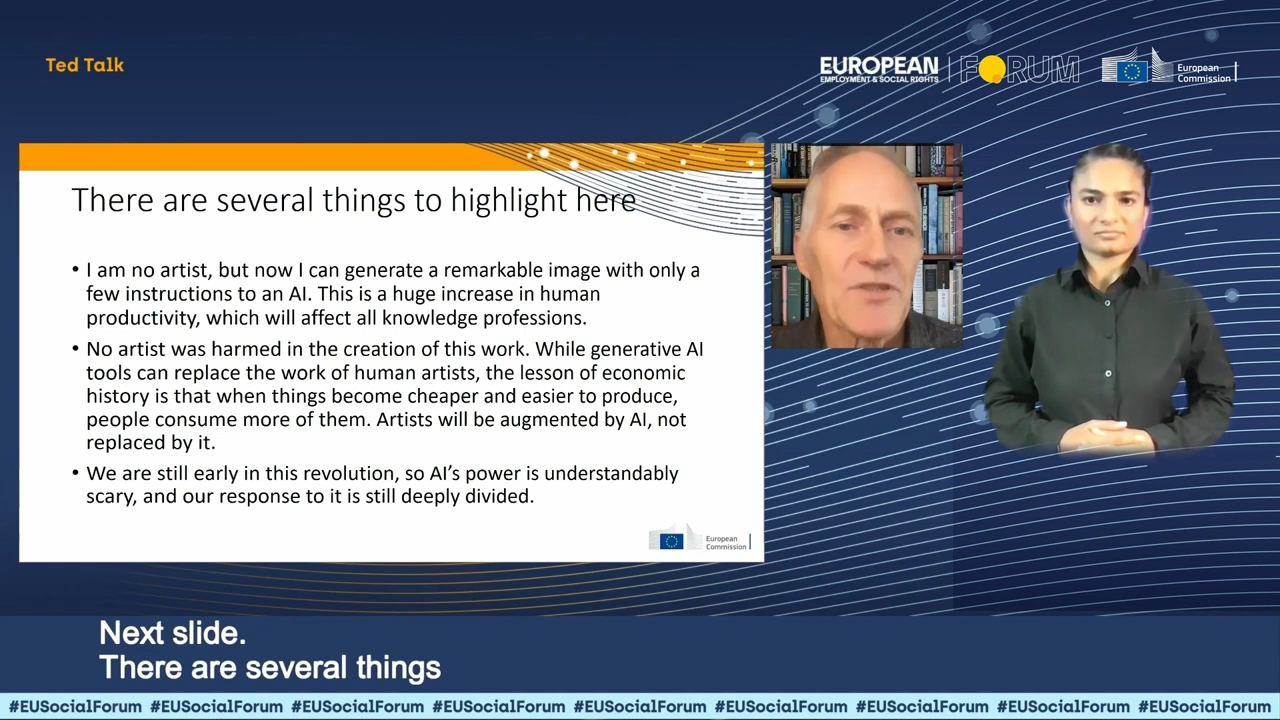 Ted Talk
EUROPEAN
EMPLOYMENT & SOCIAL RIGHTS
FORUM
European
Commission
There are several things to highlight here
• I am no artist, but now I can generate a remarkable image with only a
few instructions to an AI. This is a huge increase in human
productivity, which will affect all knowledge professions.
• No artist was harmed in the creation of this work. While generative AI
tools can replace the work of human artists, the lesson of economic
history is that when things become cheaper and easier to produce,
people consume more of them. Artists will be augmented by AI, not
replaced by it.
• We are still early in this revolution, so AI’s power is understandably
scary, and our response to it is still deeply divided.
European
Commission
Next slide.
There are several things
#EUSocialForum #EUSocialForum #EUSocialForum #EUSocialForum #EUSocialForum #EUSocialForum #EUSocialForum #EUSocialForum #EUSocialForum